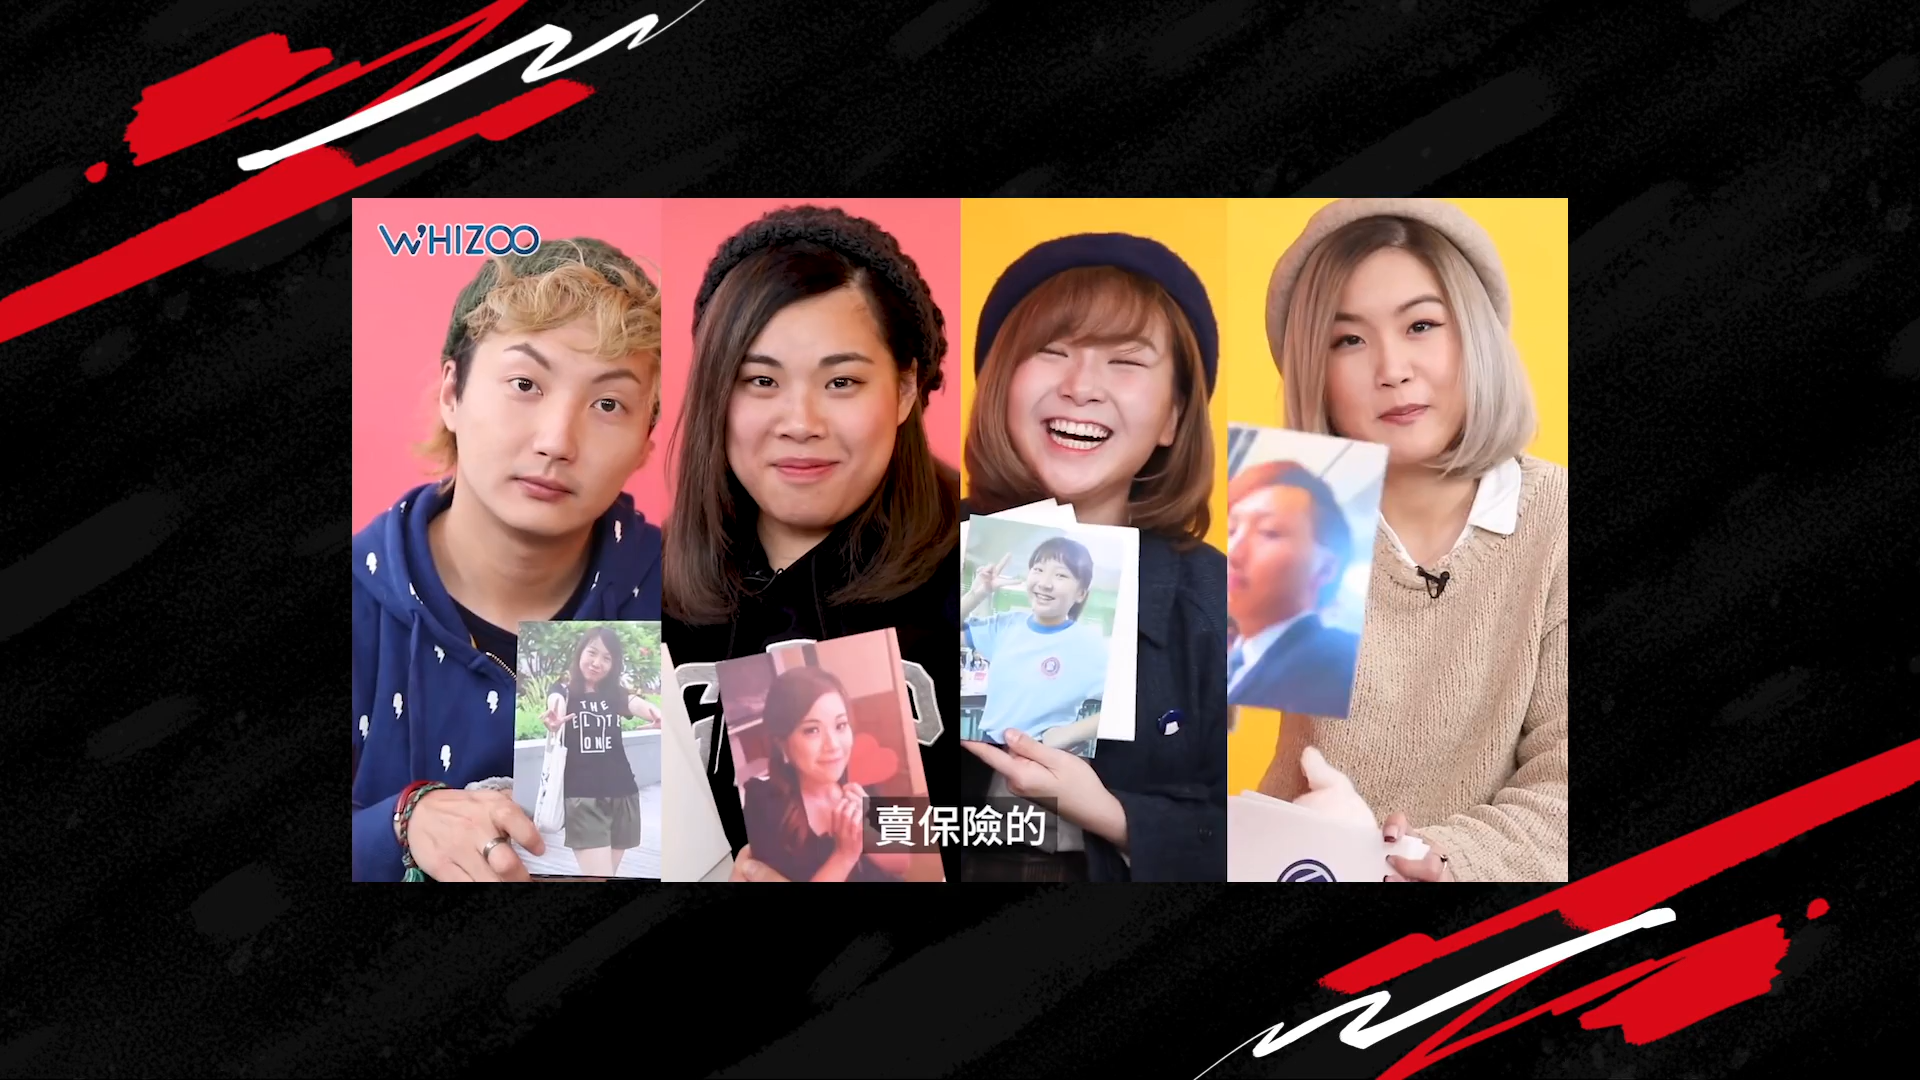 WHIZOO
THE
ELITE
ONE
賣保險的